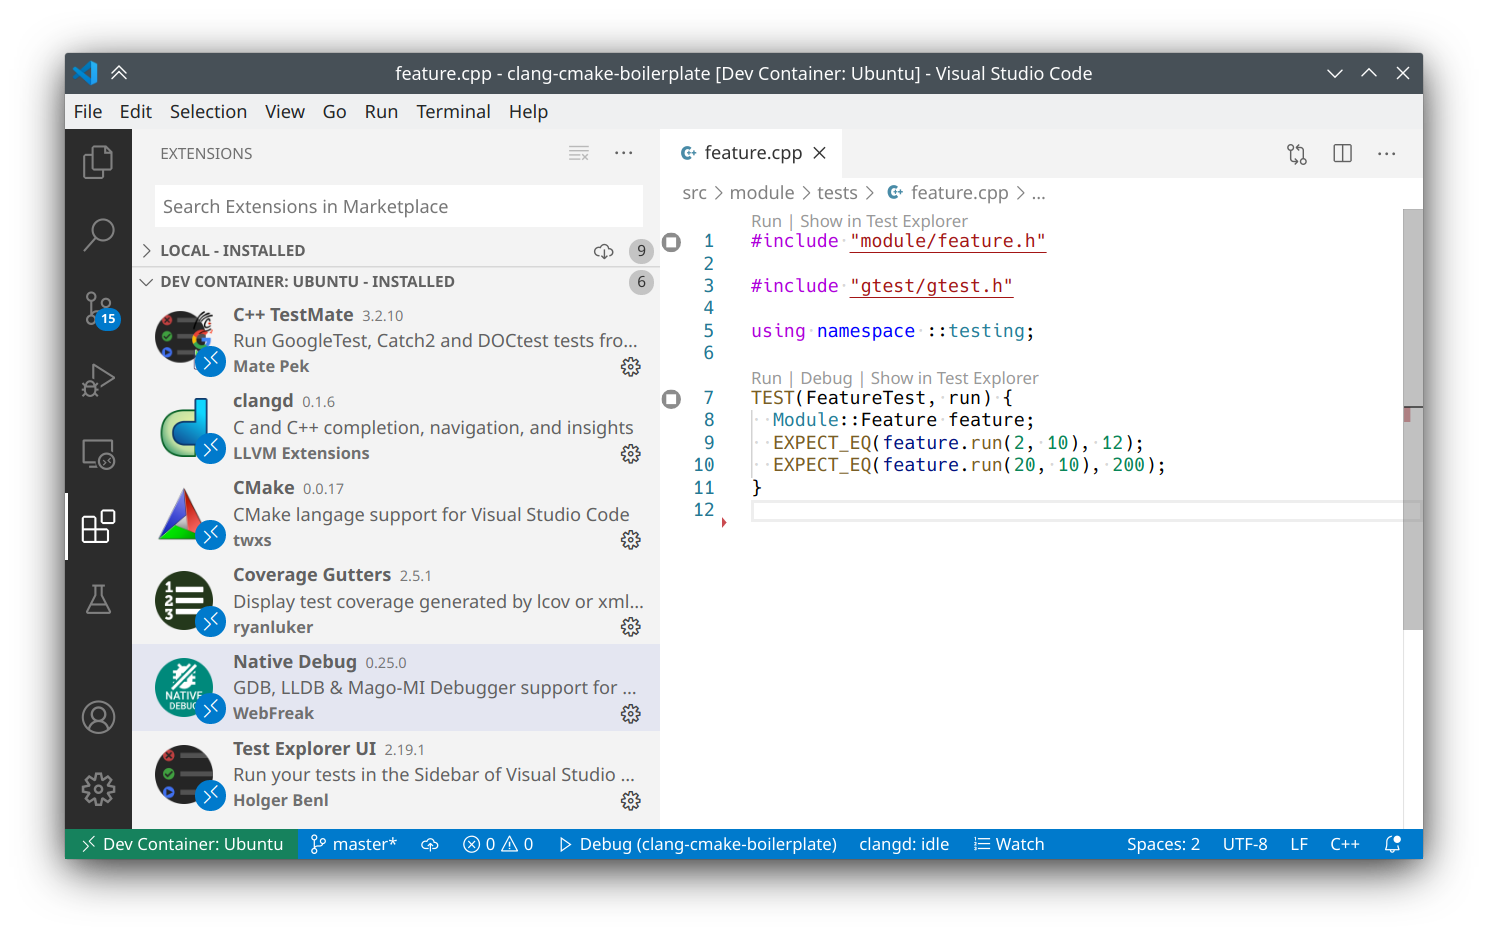 feature.cpp - clang-cmake-boilerplate [Dev Container: Ubuntu] - Visual Studio Code
File Edit Selection View Go Run Terminal Help
EXTENSIONS
Search Extensions in Marketplace
LOCAL - INSTALLED 9
DEV CONTAINER: UBUNTU - INSTALLED 6
C++ TestMate 3.2.10
Run GoogleTest, Catch2 and DOCtest tests fro...
Mate Pek
clangd 0.1.6
C and C++ completion, navigation, and insights
LLVM Extensions
CMake 0.0.17
CMake langage support for Visual Studio Code
twxs
1
2
3
Coverage Gutters 2.5.1
Display test coverage generated by lcov or xml...
ryanluker
NATIVE
DEBUG
Native Debug 0.25.0
GDB, LLDB & Mago-MI Debugger support for ...
WebFreak
Test Explorer UI 2.19.1
Run your tests in the Sidebar of Visual Studio ...
Holger Benl
15
feature.cpp
src > module > tests > feature.cpp > ...
Run | Show in Test Explorer
1 #include "module/feature.h"
2
3 #include "gtest/gtest.h"
4
5 using namespace ::testing;
6
Run | Debug | Show in Test Explorer
7 TEST(FeatureTest, run) {
8 Module::Feature feature;
9 EXPECT_EQ(feature.run(2, 10), 12);
10 EXPECT_EQ(feature.run(20, 10), 200);
11 }
12
Dev Container: Ubuntu master* 0 0 Debug (clang-cmake-boilerplate) clangd: idle Watch Spaces: 2 UTF-8 LF C++